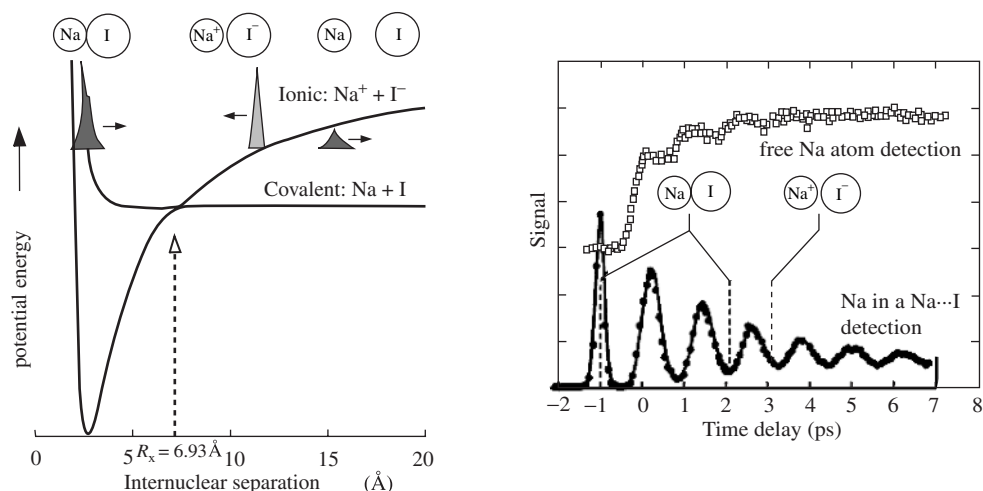 Na I Na⁺ I⁻ Na I
Ionic: Na⁺ + I⁻
Covalent: Na + I
potential energy
0 5 10 15 20
Rₓ = 6.93 Å
Internuclear separation (Å)
free Na atom detection
Na I Na⁺ I⁻
Signal
Na in a Na···I
detection
−2 −1 0 1 2 3 4 5 6 7 8
Time delay (ps)